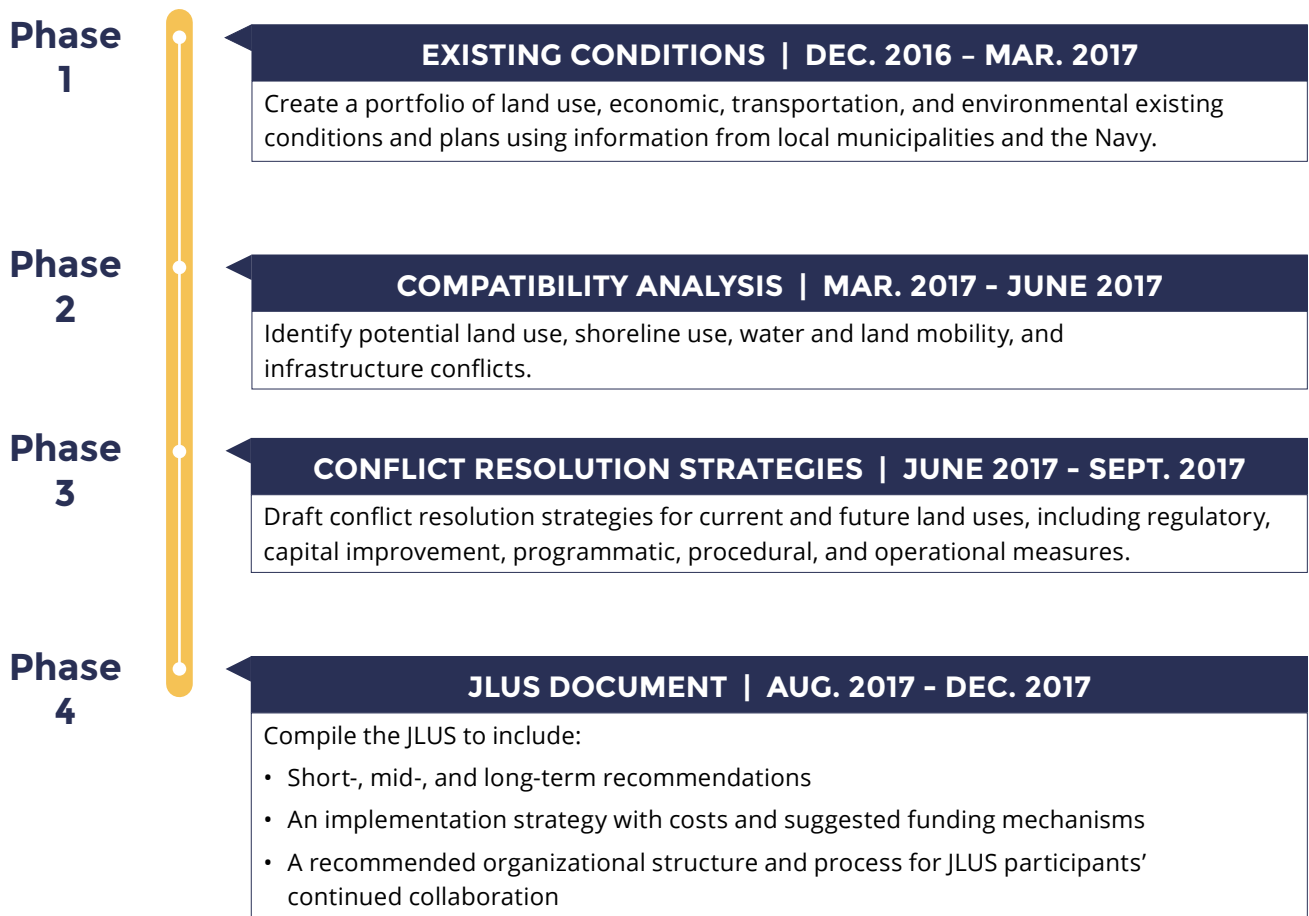 Phase
1
EXISTING CONDITIONS | DEC. 2016 – MAR. 2017
Create a portfolio of land use, economic, transportation, and environmental existing
conditions and plans using information from local municipalities and the Navy.
Phase
2
COMPATIBILITY ANALYSIS | MAR. 2017 - JUNE 2017
Identify potential land use, shoreline use, water and land mobility, and
infrastructure conflicts.
Phase
3
CONFLICT RESOLUTION STRATEGIES | JUNE 2017 - SEPT. 2017
Draft conflict resolution strategies for current and future land uses, including regulatory,
capital improvement, programmatic, procedural, and operational measures.
Phase
4
JLUS DOCUMENT | AUG. 2017 - DEC. 2017
Compile the JLUS to include:
• Short-, mid-, and long-term recommendations
• An implementation strategy with costs and suggested funding mechanisms
• A recommended organizational structure and process for JLUS participants’
continued collaboration